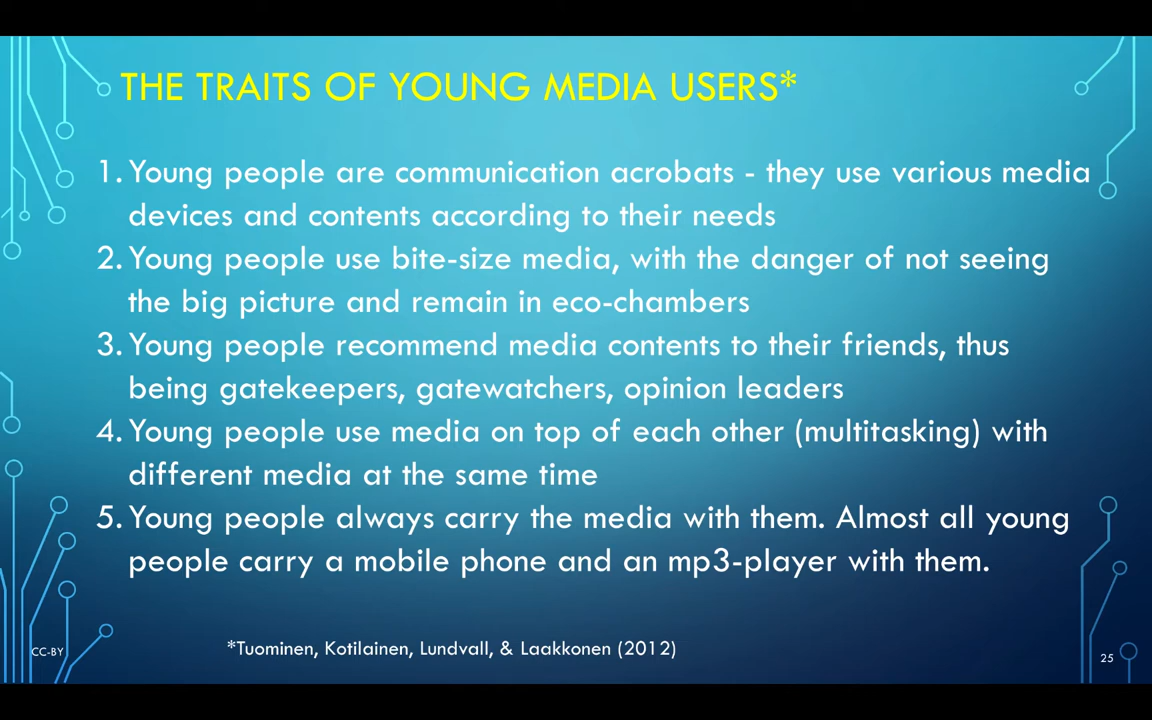 THE TRAITS OF YOUNG MEDIA USERS*
1. Young people are communication acrobats - they use various media
devices and contents according to their needs
2. Young people use bite-size media, with the danger of not seeing
the big picture and remain in eco-chambers
3. Young people recommend media contents to their friends, thus
being gatekeepers, gatewatchers, opinion leaders
4. Young people use media on top of each other (multitasking) with
different media at the same time
5. Young people always carry the media with them. Almost all young
people carry a mobile phone and an mp3-player with them.
*Tuominen, Kotilainen, Lundvall, & Laakkonen (2012)
CC-BY
25